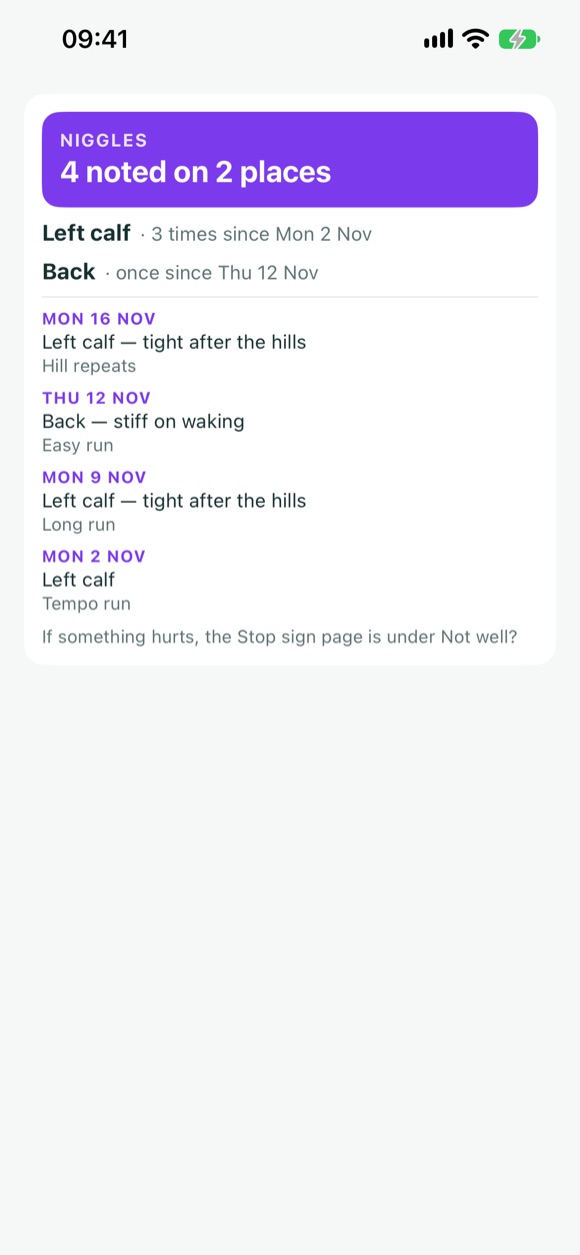 09:41
NIGGLES
4 noted on 2 places
Left calf · 3 times since Mon 2 Nov
Back · once since Thu 12 Nov
MON 16 NOV
Left calf — tight after the hills
Hill repeats
THU 12 NOV
Back — stiff on waking
Easy run
MON 9 NOV
Left calf — tight after the hills
Long run
MON 2 NOV
Left calf
Tempo run
If something hurts, the Stop sign page is under Not well?